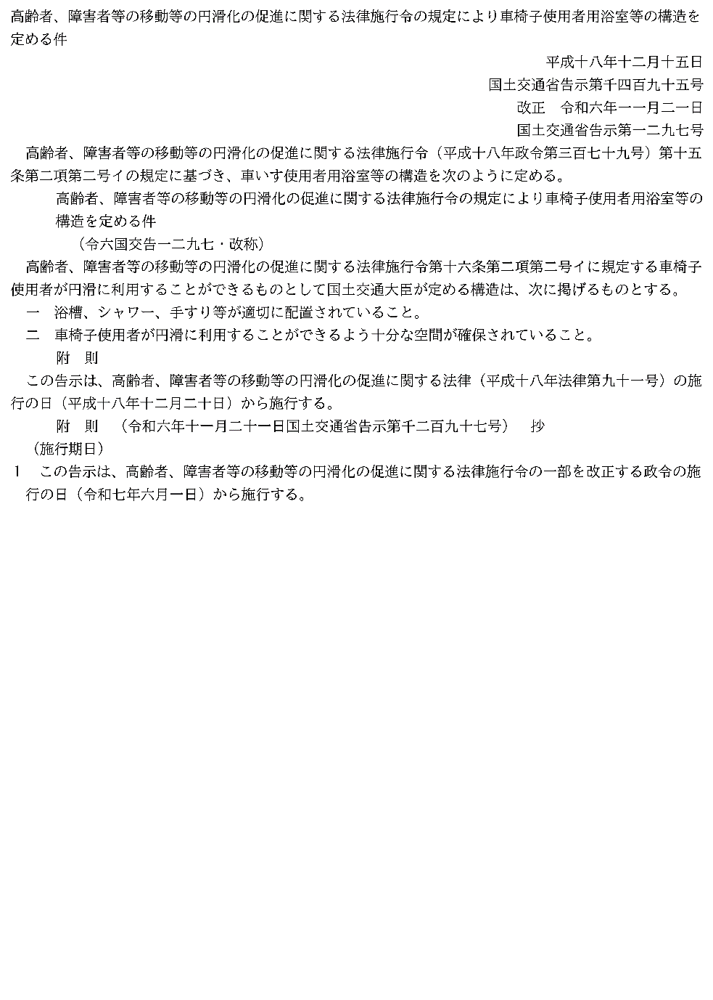 高齢者、障害者等の移動等の円滑化の促進に関する法律施行令の規定により車椅子使用者用浴室等の構造を
定める件
平成十八年十二月十五日
国土交通省告示第千四百九十五号
改正　令和六年一一月二一日
国土交通省告示第一二九七号
高齢者、障害者等の移動等の円滑化の促進に関する法律施行令（平成十八年政令第三百七十九号）第十五
条第二項第二号イの規定に基づき、車いす使用者用浴室等の構造を次のように定める。
高齢者、障害者等の移動等の円滑化の促進に関する法律施行令の規定により車椅子使用者用浴室等の
構造を定める件
（令六国交告一二九七・改称）
高齢者、障害者等の移動等の円滑化の促進に関する法律施行令第十六条第二項第二号イに規定する車椅子
使用者が円滑に利用することができるものとして国土交通大臣が定める構造は、次に掲げるものとする。
一　浴槽、シャワー、手すり等が適切に配置されていること。
二　車椅子使用者が円滑に利用することができるよう十分な空間が確保されていること。
附　則
この告示は、高齢者、障害者等の移動等の円滑化の促進に関する法律（平成十八年法律第九十一号）の施
行の日（平成十八年十二月二十日）から施行する。
附　則　（令和六年十一月二十一日国土交通省告示第千二百九十七号）　抄
（施行期日）
1　この告示は、高齢者、障害者等の移動等の円滑化の促進に関する法律施行令の一部を改正する政令の施
行の日（令和七年六月一日）から施行する。